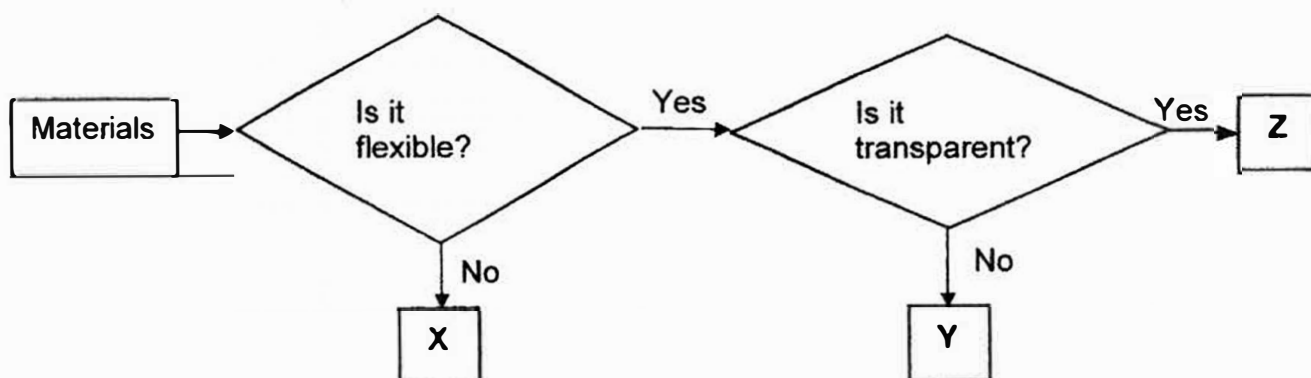 Materials
Is it
flexible?
Yes
Is it
transparent?
Yes
Z
No
X
No
Y